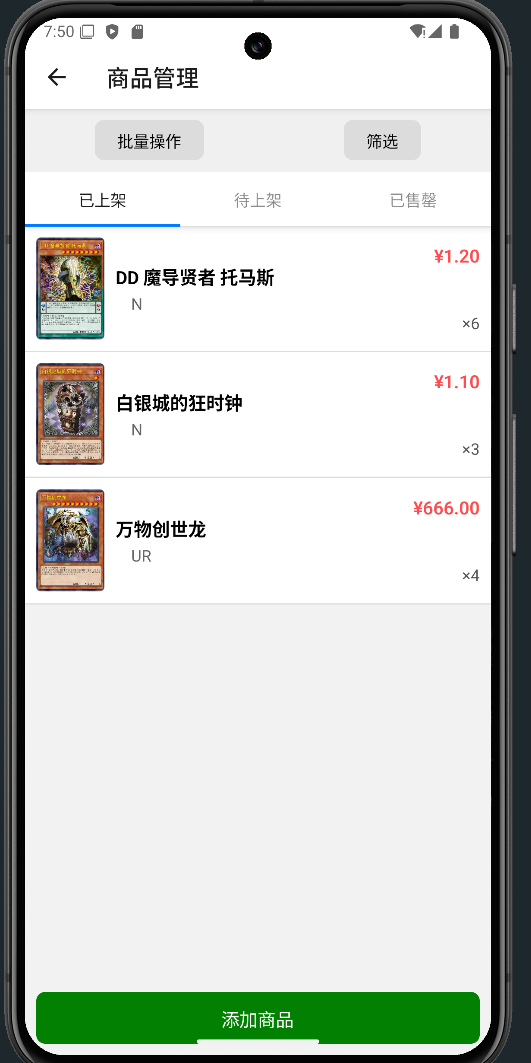 7:50
商品管理
批量操作
筛选
已上架
待上架
已售罄
DD 魔导贤者 托马斯
N
¥1.20
×6
白银城的狂时钟
N
¥1.10
×3
万物创世龙
UR
¥666.00
×4
添加商品